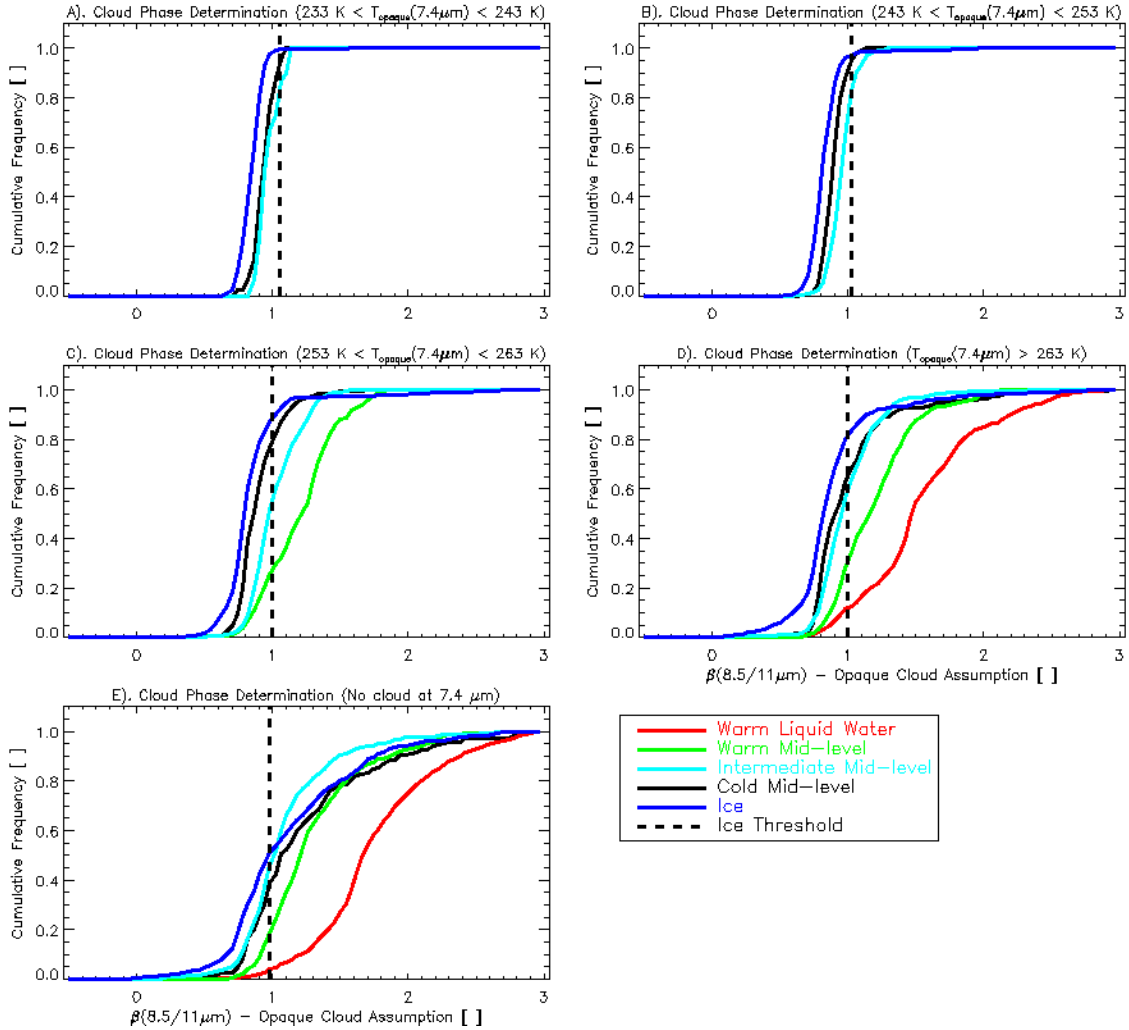 A). Cloud Phase Determination (233 K < Topaque(7.4μm) < 243 K)
B). Cloud Phase Determination (243 K < Topaque(7.4μm) < 253 K)
Cumulative Frequency [ ]
1.0
0.8
0.6
0.4
0.2
0.0
0
1
2
3
Cumulative Frequency [ ]
1.0
0.8
0.6
0.4
0.2
0.0
0
1
2
3
C). Cloud Phase Determination (253 K < Topaque(7.4μm) < 263 K)
D). Cloud Phase Determination (Topaque(7.4μm) > 263 K)
Cumulative Frequency [ ]
1.0
0.8
0.6
0.4
0.2
0.0
0
1
2
3
Cumulative Frequency [ ]
1.0
0.8
0.6
0.4
0.2
0.0
0
1
2
3
β(8.5/11μm) − Opaque Cloud Assumption [ ]
E). Cloud Phase Determination (No cloud at 7.4 μm)
Cumulative Frequency [ ]
1.0
0.8
0.6
0.4
0.2
0.0
0
1
2
3
β(8.5/11μm) − Opaque Cloud Assumption [ ]
Warm Liquid Water
Warm Mid−level
Intermediate Mid−level
Cold Mid−level
Ice
Ice Threshold